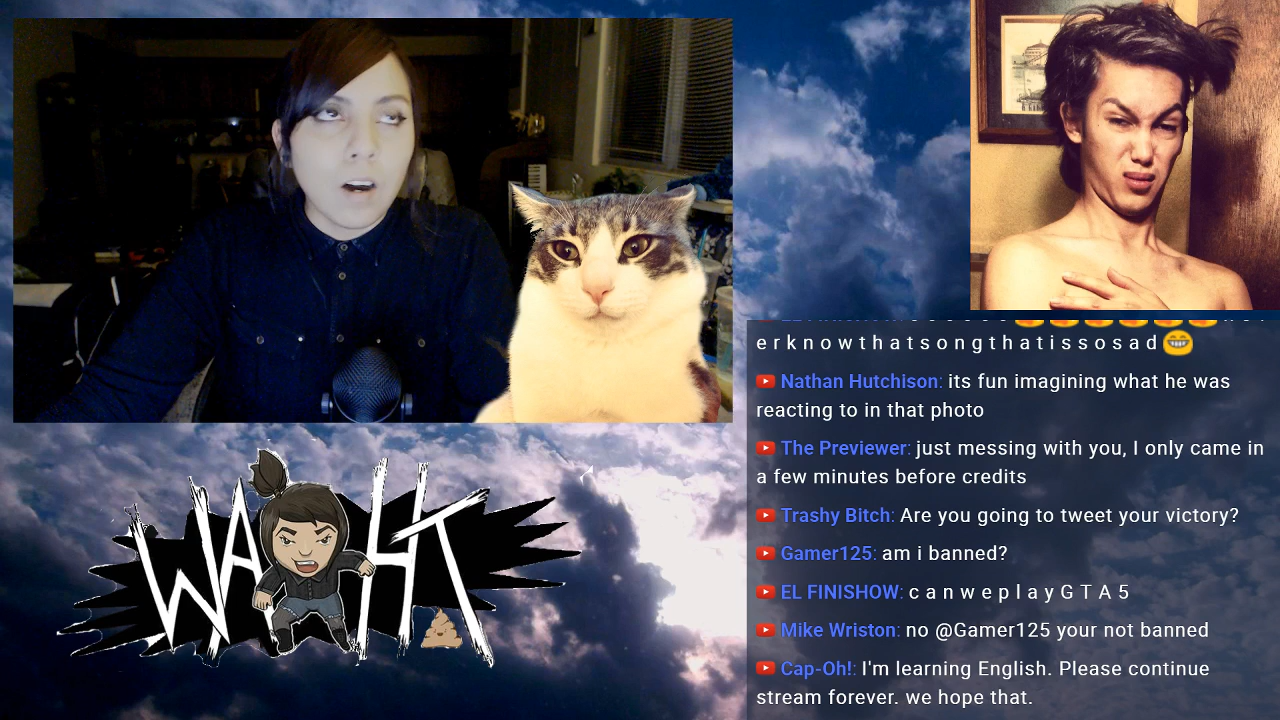 WAHT
e r k n o w t h a t s o n g t h a t i s s o s a d 😁
Nathan Hutchison: its fun imagining what he was
reacting to in that photo
The Previewer: just messing with you, I only came in
a few minutes before credits
Trashy Bitch: Are you going to tweet your victory?
Gamer125: am i banned?
EL FINISHOW: c a n w e p l a y G T A 5
Mike Wriston: no @Gamer125 your not banned
Cap-Oh!: I'm learning English. Please continue
stream forever. we hope that.